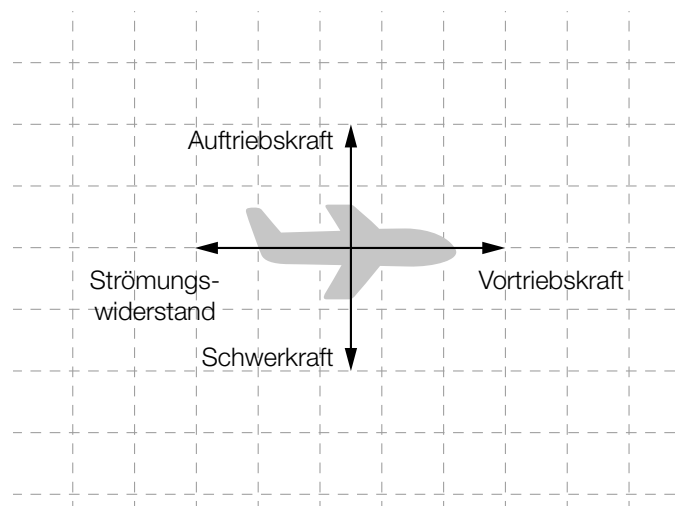 Auftriebskraft
Strömungs-
widerstand
Vortriebskraft
Schwerkraft